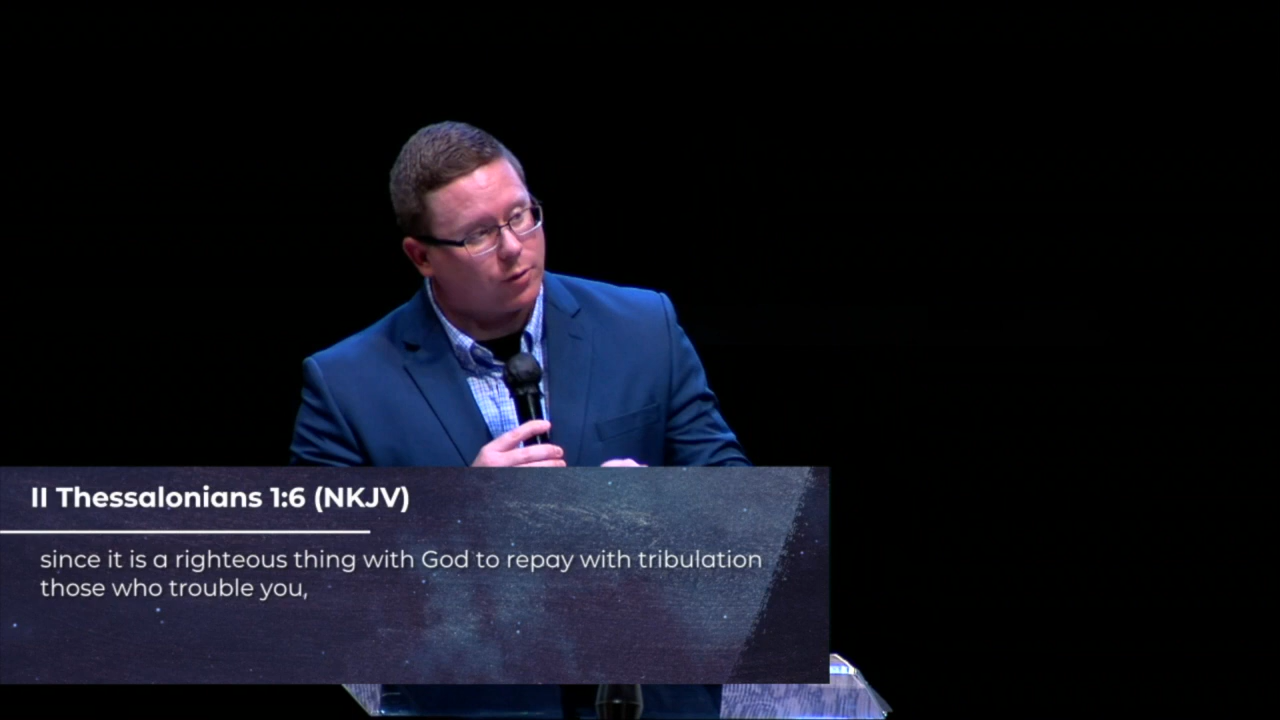 II Thessalonians 1:6 (NKJV)
since it is a righteous thing with God to repay with tribulation
those who trouble you,